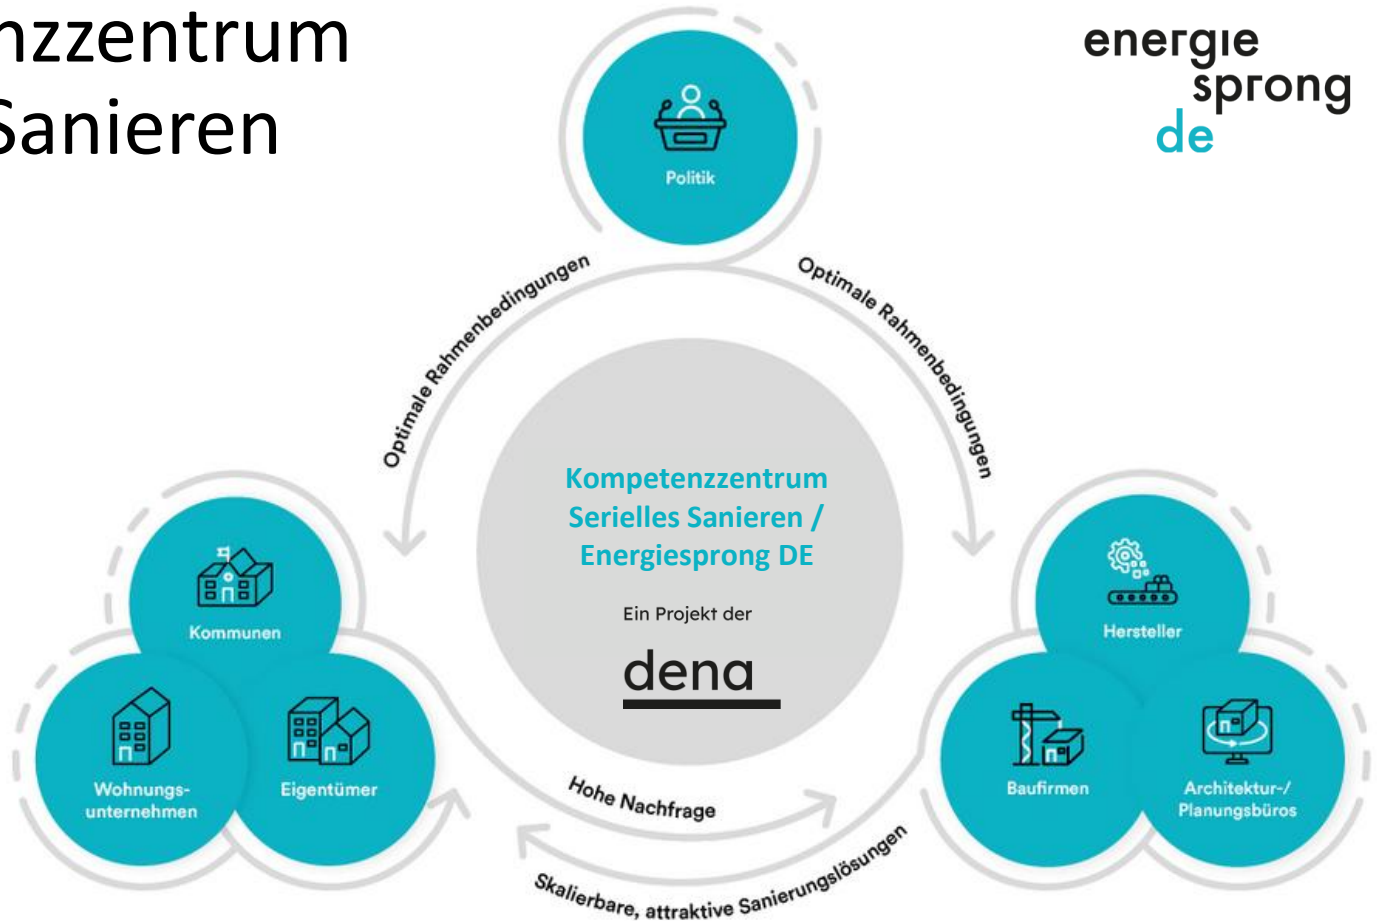 nzzentrum
Sanieren
energie
sprong
de
Politik
Optimale Rahmenbedingungen
Optimale Rahmenbedingungen
Kompetenzzentrum
Serielles Sanieren /
Energiesprong DE
Ein Projekt der
dena
Kommunen
Wohnungs-
unternehmen
Eigentümer
Hersteller
Baufirmen
Architektur-/
Planungsbüros
Hohe Nachfrage
Skalierbare, attraktive Sanierungslösungen